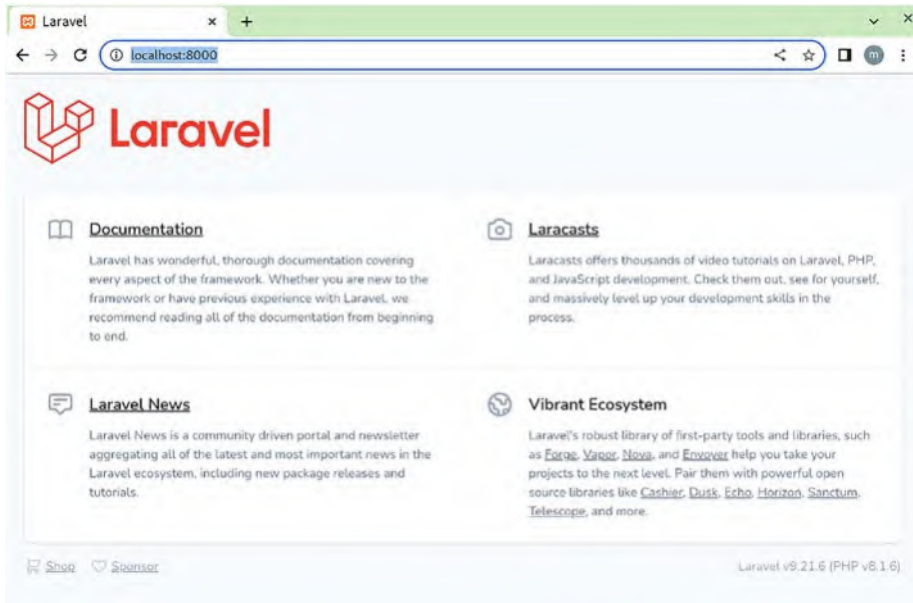 Laravel
localhost:8000
m
Laravel
Documentation
Laravel has wonderful, thorough documentation covering
every aspect of the framework. Whether you are new to the
framework or have previous experience with Laravel, we
recommend reading all of the documentation from beginning
to end.
Laracasts
Laracasts offers thousands of video tutorials on Laravel, PHP,
and JavaScript development. Check them out, see for yourself,
and massively level up your development skills in the
process.
Laravel News
Laravel News is a community driven portal and newsletter
aggregating all of the latest and most important news in the
Laravel ecosystem, including new package releases and
tutorials.
Vibrant Ecosystem
Laravel's robust library of first-party tools and libraries, such
as Forge, Vapor, Nova, and Envoyer help you take your
projects to the next level. Pair them with powerful open
source libraries like Cashier, Dusk, Echo, Horizon, Sanctum,
Telescope, and more.
Shop Sponsor
Laravel v9.21.6 (PHP v8.1.6)